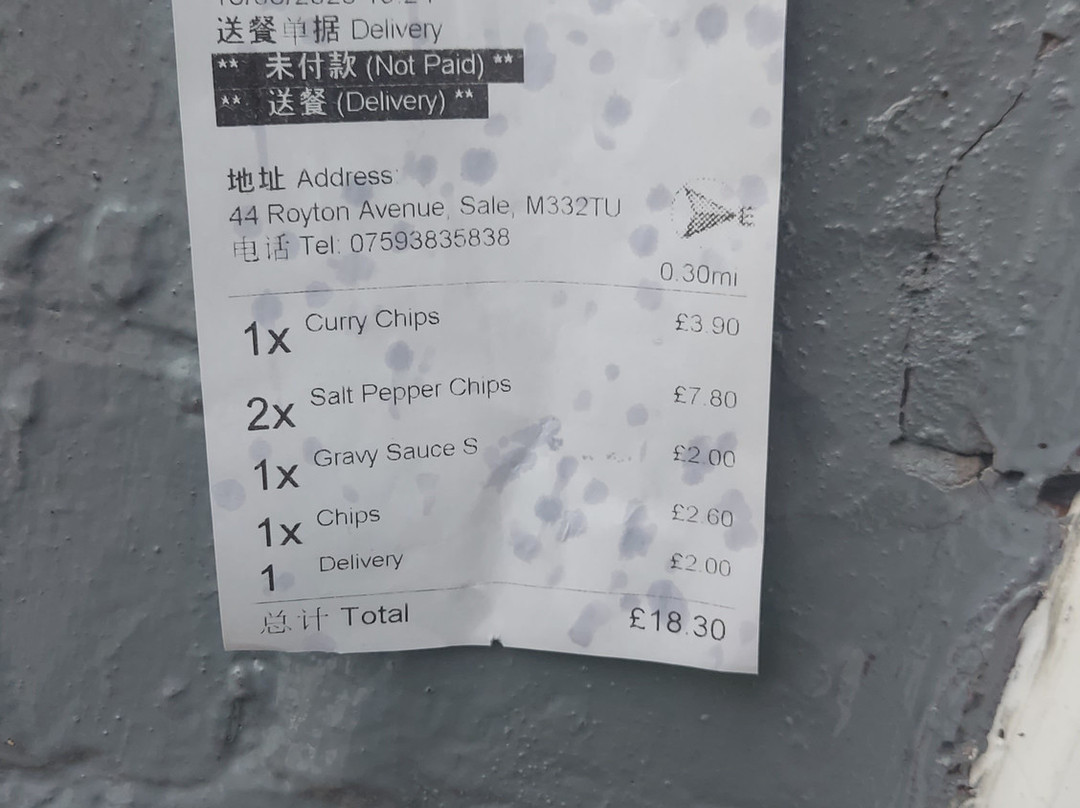 送餐单据 Delivery
** 未付款 (Not Paid) **
** 送餐 (Delivery) **
地址 Address:
44 Royton Avenue, Sale, M332TU
电话 Tel: 07593835838
0.30mi
1x Curry Chips £3.90
2x Salt Pepper Chips £7.80
1x Gravy Sauce S £2.00
1x Chips £2.60
1 Delivery £2.00
总计 Total £18.30